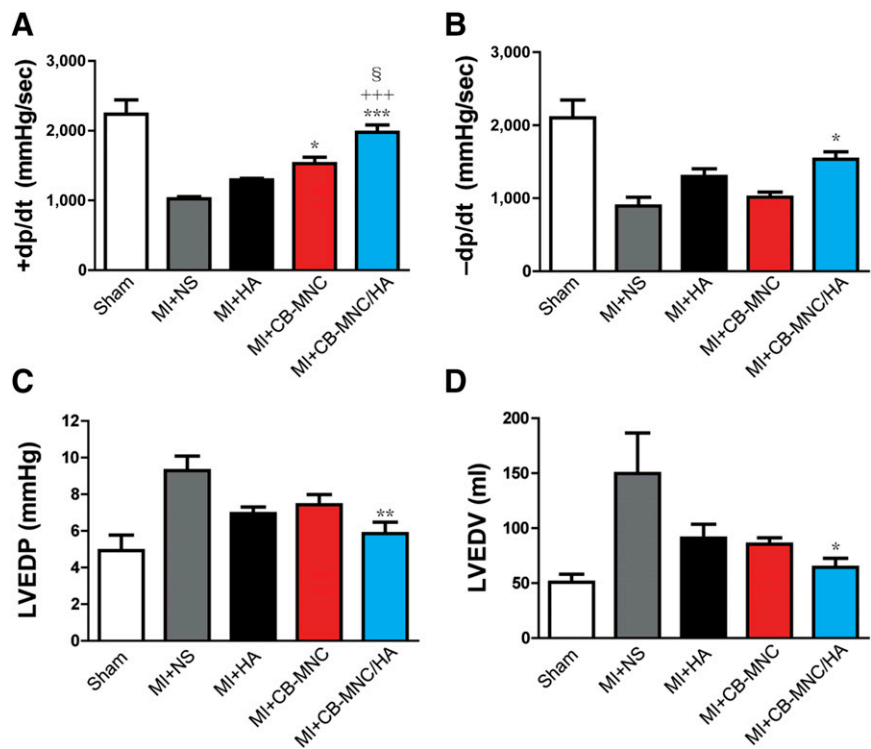 A
+dp/dt (mmHg/sec)
3,000
2,000
1,000
0
§
+++
***
*
Sham
MI+NS
MI+HA
MI+CB-MNC
MI+CB-MNC/HA
B
–dp/dt (mmHg/sec)
3,000
2,000
1,000
0
*
Sham
MI+NS
MI+HA
MI+CB-MNC
MI+CB-MNC/HA
C
LVEDP (mmHg)
12
10
8
6
4
2
0
**
Sham
MI+NS
MI+HA
MI+CB-MNC
MI+CB-MNC/HA
D
LVEDV (ml)
200
150
100
50
0
*
Sham
MI+NS
MI+HA
MI+CB-MNC
MI+CB-MNC/HA